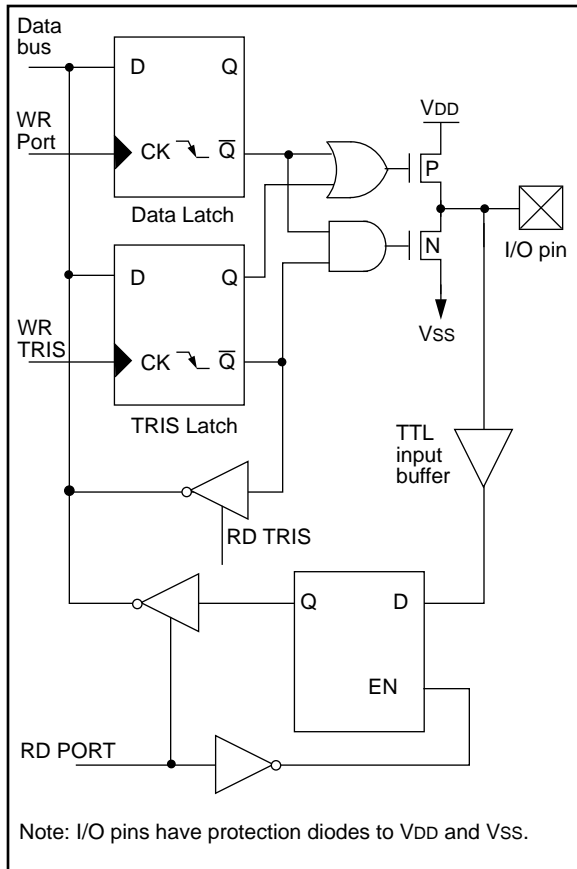 Data
bus
D
Q
WR
Port
CK
Q̅
VDD
P
Data Latch
N
I/O pin
D
Q
WR
TRIS
CK
Q̅
VSS
TRIS Latch
TTL
input
buffer
RD TRIS
Q
D
EN
RD PORT
Note: I/O pins have protection diodes to VDD and VSS.